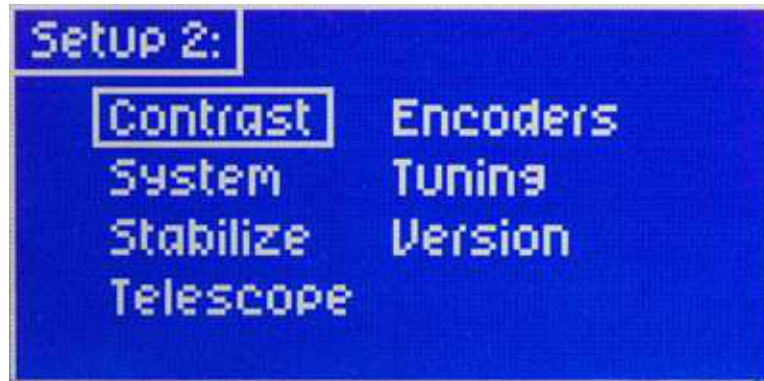 Setup 2:
Contrast Encoders
System Tuning
Stabilize Version
Telescope